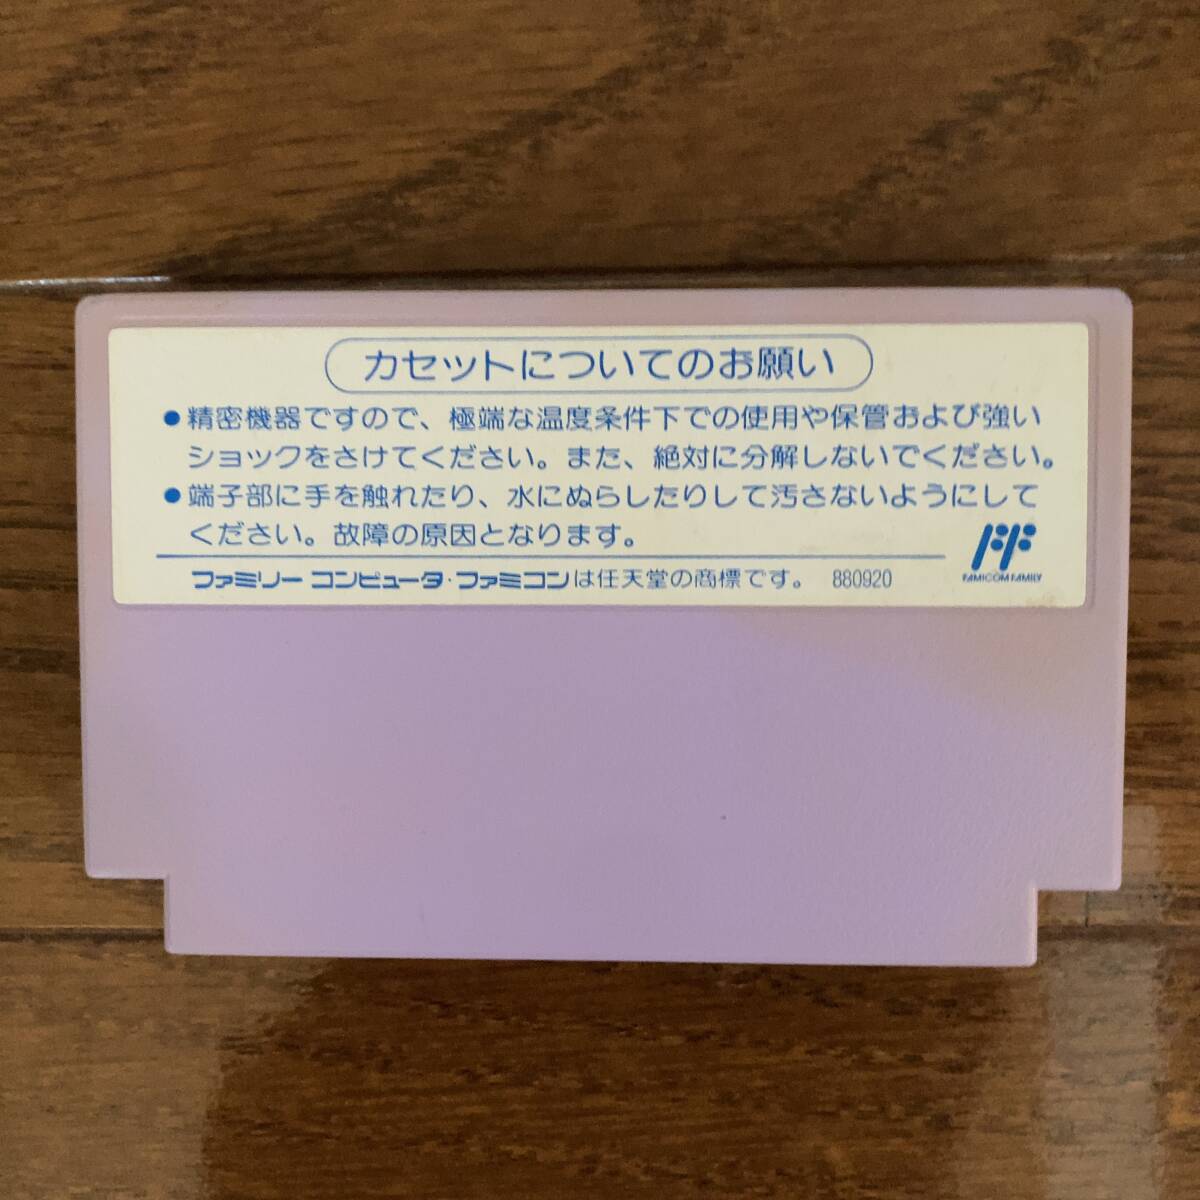 カセットについてのお願い
●精密機器ですので、極端な温度条件下での使用や保管および強い
ショックをさけてください。また、絶対に分解しないでください。
●端子部に手を触れたり、水にぬらしたりして汚さないようにして
ください。故障の原因となります。
FF
FAMICOM FAMILY
ファミリー コンピュータ・ファミコンは任天堂の商標です。 880920